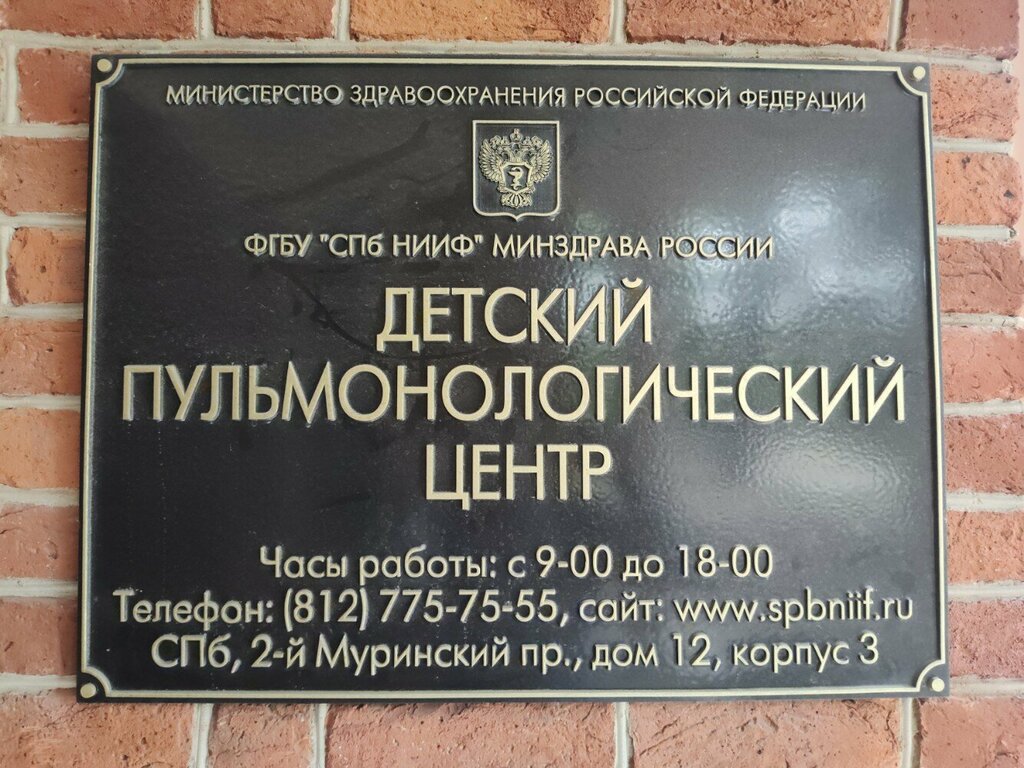 МИНИСТЕРСТВО ЗДРАВООХРАНЕНИЯ РОССИЙСКОЙ ФЕДЕРАЦИИ
ФГБУ "СПб НИИФ" МИНЗДРАВА РОССИИ
ДЕТСКИЙ
ПУЛЬМОНОЛОГИЧЕСКИЙ
ЦЕНТР
Часы работы: с 9-00 до 18-00
Телефон: (812) 775-75-55, сайт: www.spbniif.ru
СПб, 2-й Муринский пр., дом 12, корпус 3